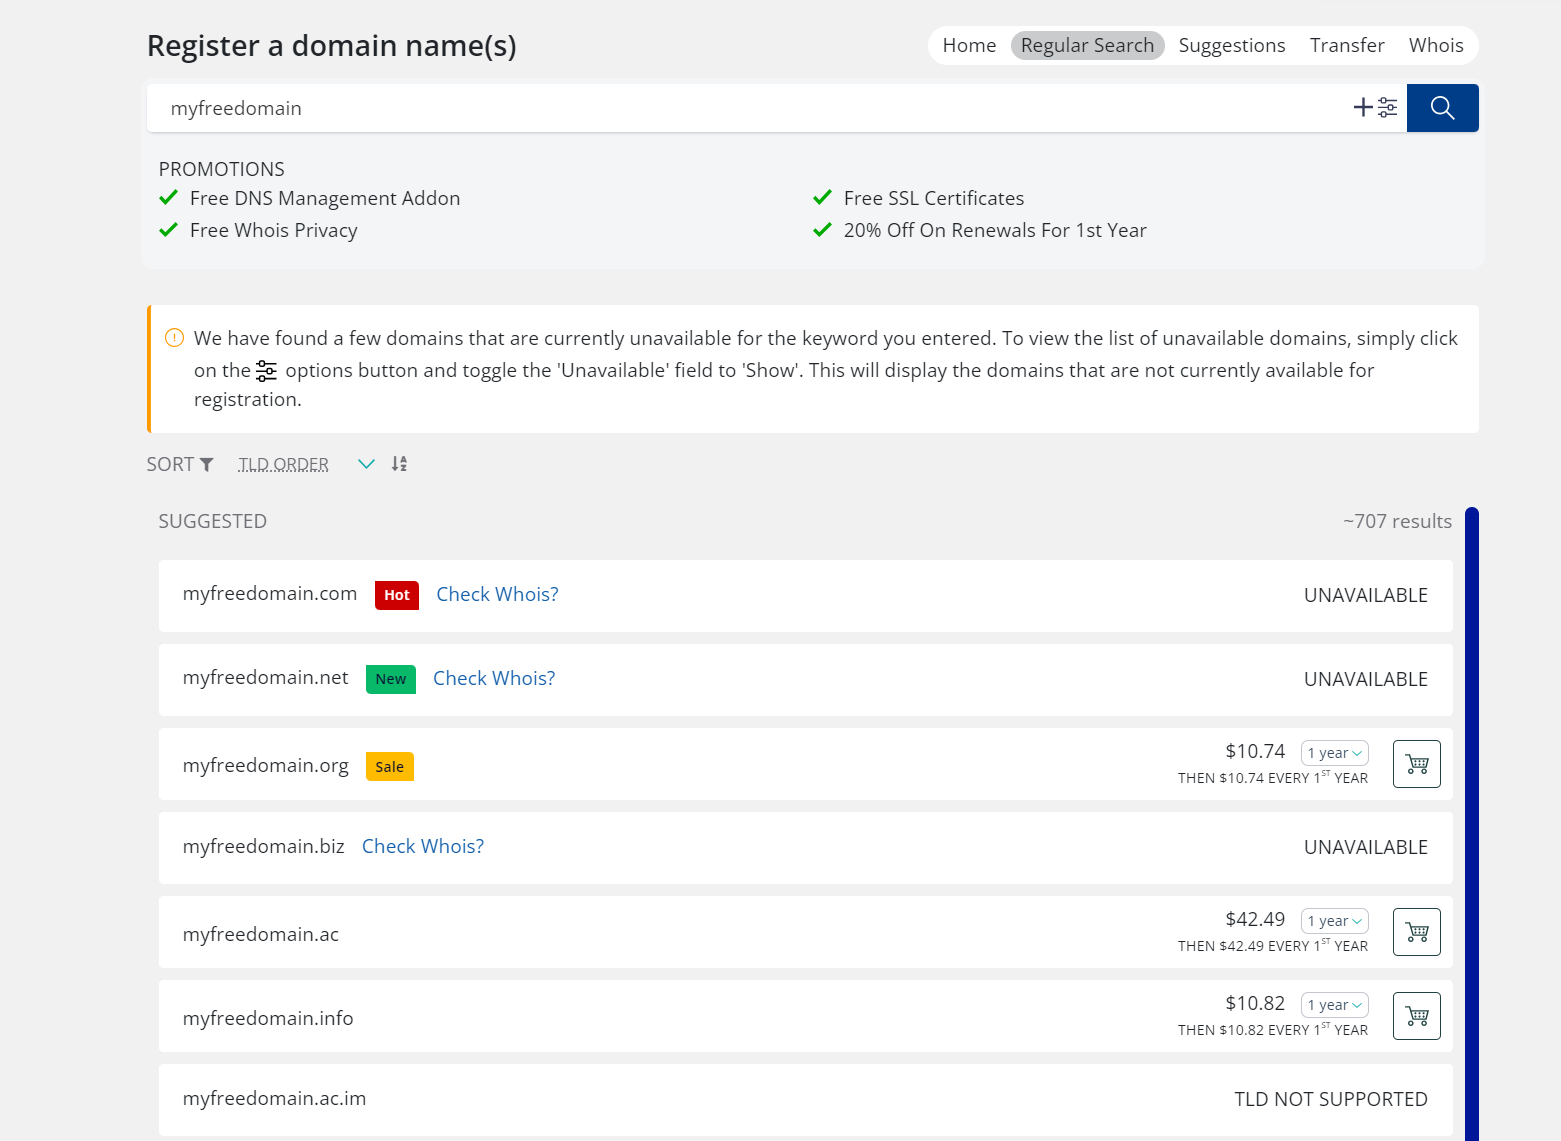 Register a domain name(s)
Home Regular Search Suggestions Transfer Whois
myfreedomain
PROMOTIONS
Free DNS Management Addon
Free SSL Certificates
Free Whois Privacy
20% Off On Renewals For 1st Year
We have found a few domains that are currently unavailable for the keyword you entered. To view the list of unavailable domains, simply click
on the options button and toggle the 'Unavailable' field to 'Show'. This will display the domains that are not currently available for
registration.
SORT TLD ORDER
SUGGESTED ~707 results
myfreedomain.com Hot Check Whois? UNAVAILABLE
myfreedomain.net New Check Whois? UNAVAILABLE
myfreedomain.org Sale $10.74 1 year
THEN $10.74 EVERY 1ST YEAR
myfreedomain.biz Check Whois? UNAVAILABLE
myfreedomain.ac $42.49 1 year
THEN $42.49 EVERY 1ST YEAR
myfreedomain.info $10.82 1 year
THEN $10.82 EVERY 1ST YEAR
myfreedomain.ac.im TLD NOT SUPPORTED